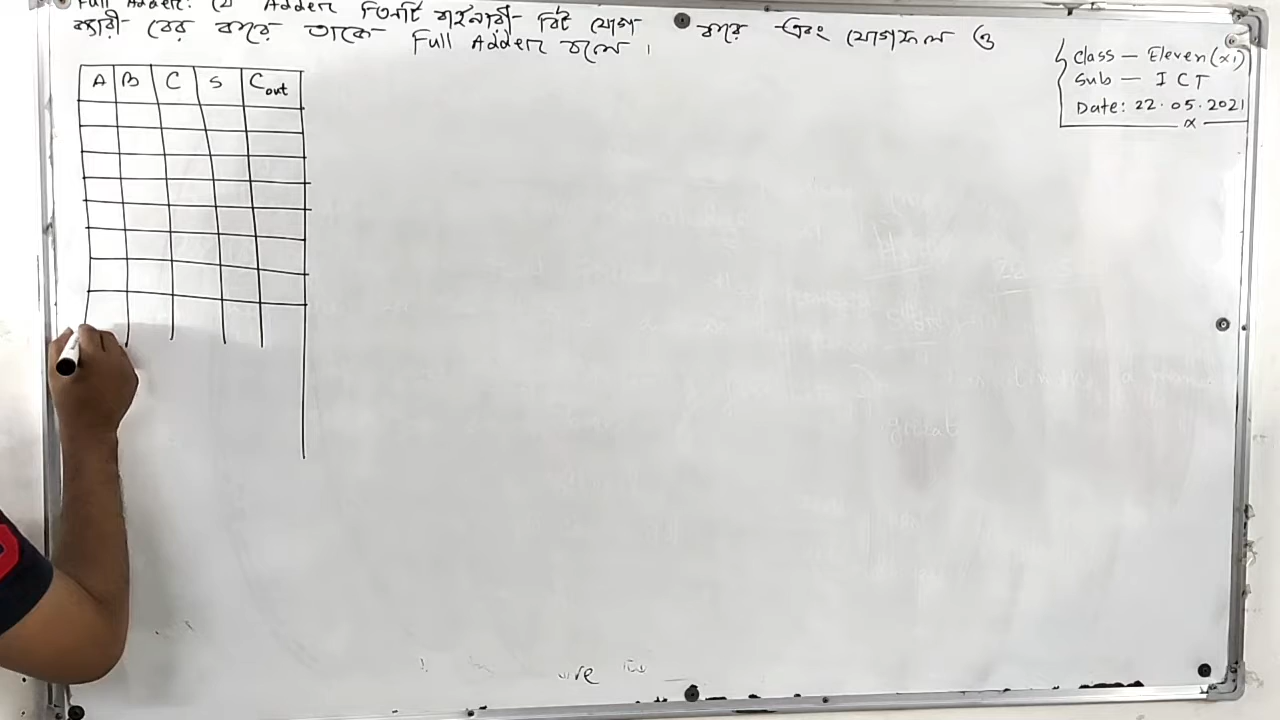 Full Adder: যে Adder তিনটি বাইনারী বিট যোগ করে এবং যোগফল ও
ক্যারী বের করে তাকে Full Adder বলে।
Class — Eleven (XI)
Sub — ICT
Date: 22.05.2021
x
A B C S Cout